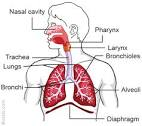 Nasal cavity
Pharynx
Larynx
Trachea
Bronchioles
Lungs
Bronchi
Alveoli
Diaphragm